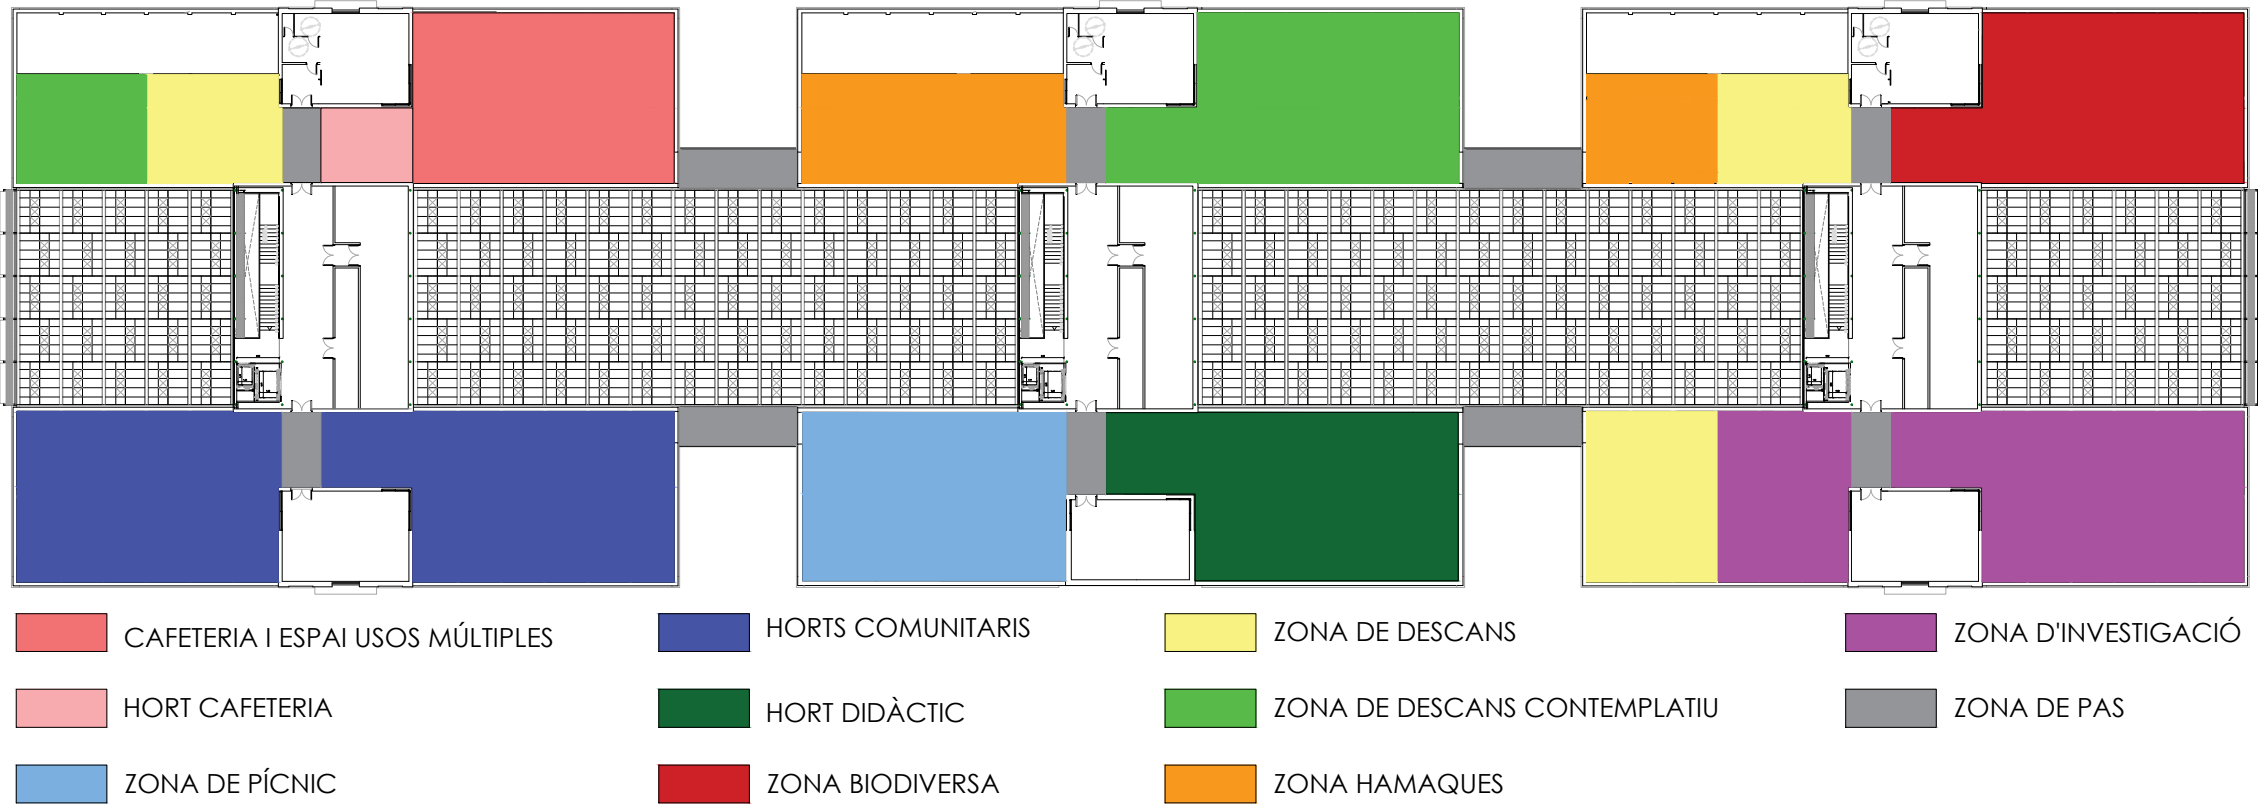 CAFETERIA I ESPAI USOS MÚLTIPLES
HORTS COMUNITARIS
ZONA DE DESCANS
ZONA D'INVESTIGACIÓ
HORT CAFETERIA
HORT DIDÀCTIC
ZONA DE DESCANS CONTEMPLATIU
ZONA DE PAS
ZONA DE PÍCNIC
ZONA BIODIVERSA
ZONA HAMAQUES